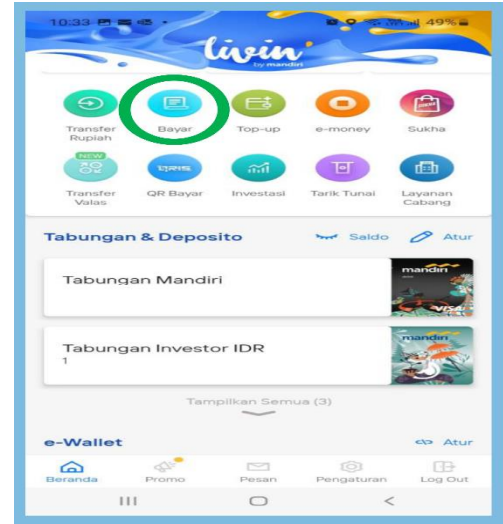 10:33
49%
livin'
by mandiri
Transfer Rupiah
Bayar
Top-up
e-money
Sukha
NEW
Transfer Valas
QRIS
QR Bayar
Investasi
Tarik Tunai
Layanan Cabang
Tabungan & Deposito
Saldo
Atur
Tabungan Mandiri
mandiri
VISA
Tabungan Investor IDR
1
mandiri
Tampilkan Semua (3)
e-Wallet
Atur
Beranda
Promo
Pesan
Pengaturan
Log Out